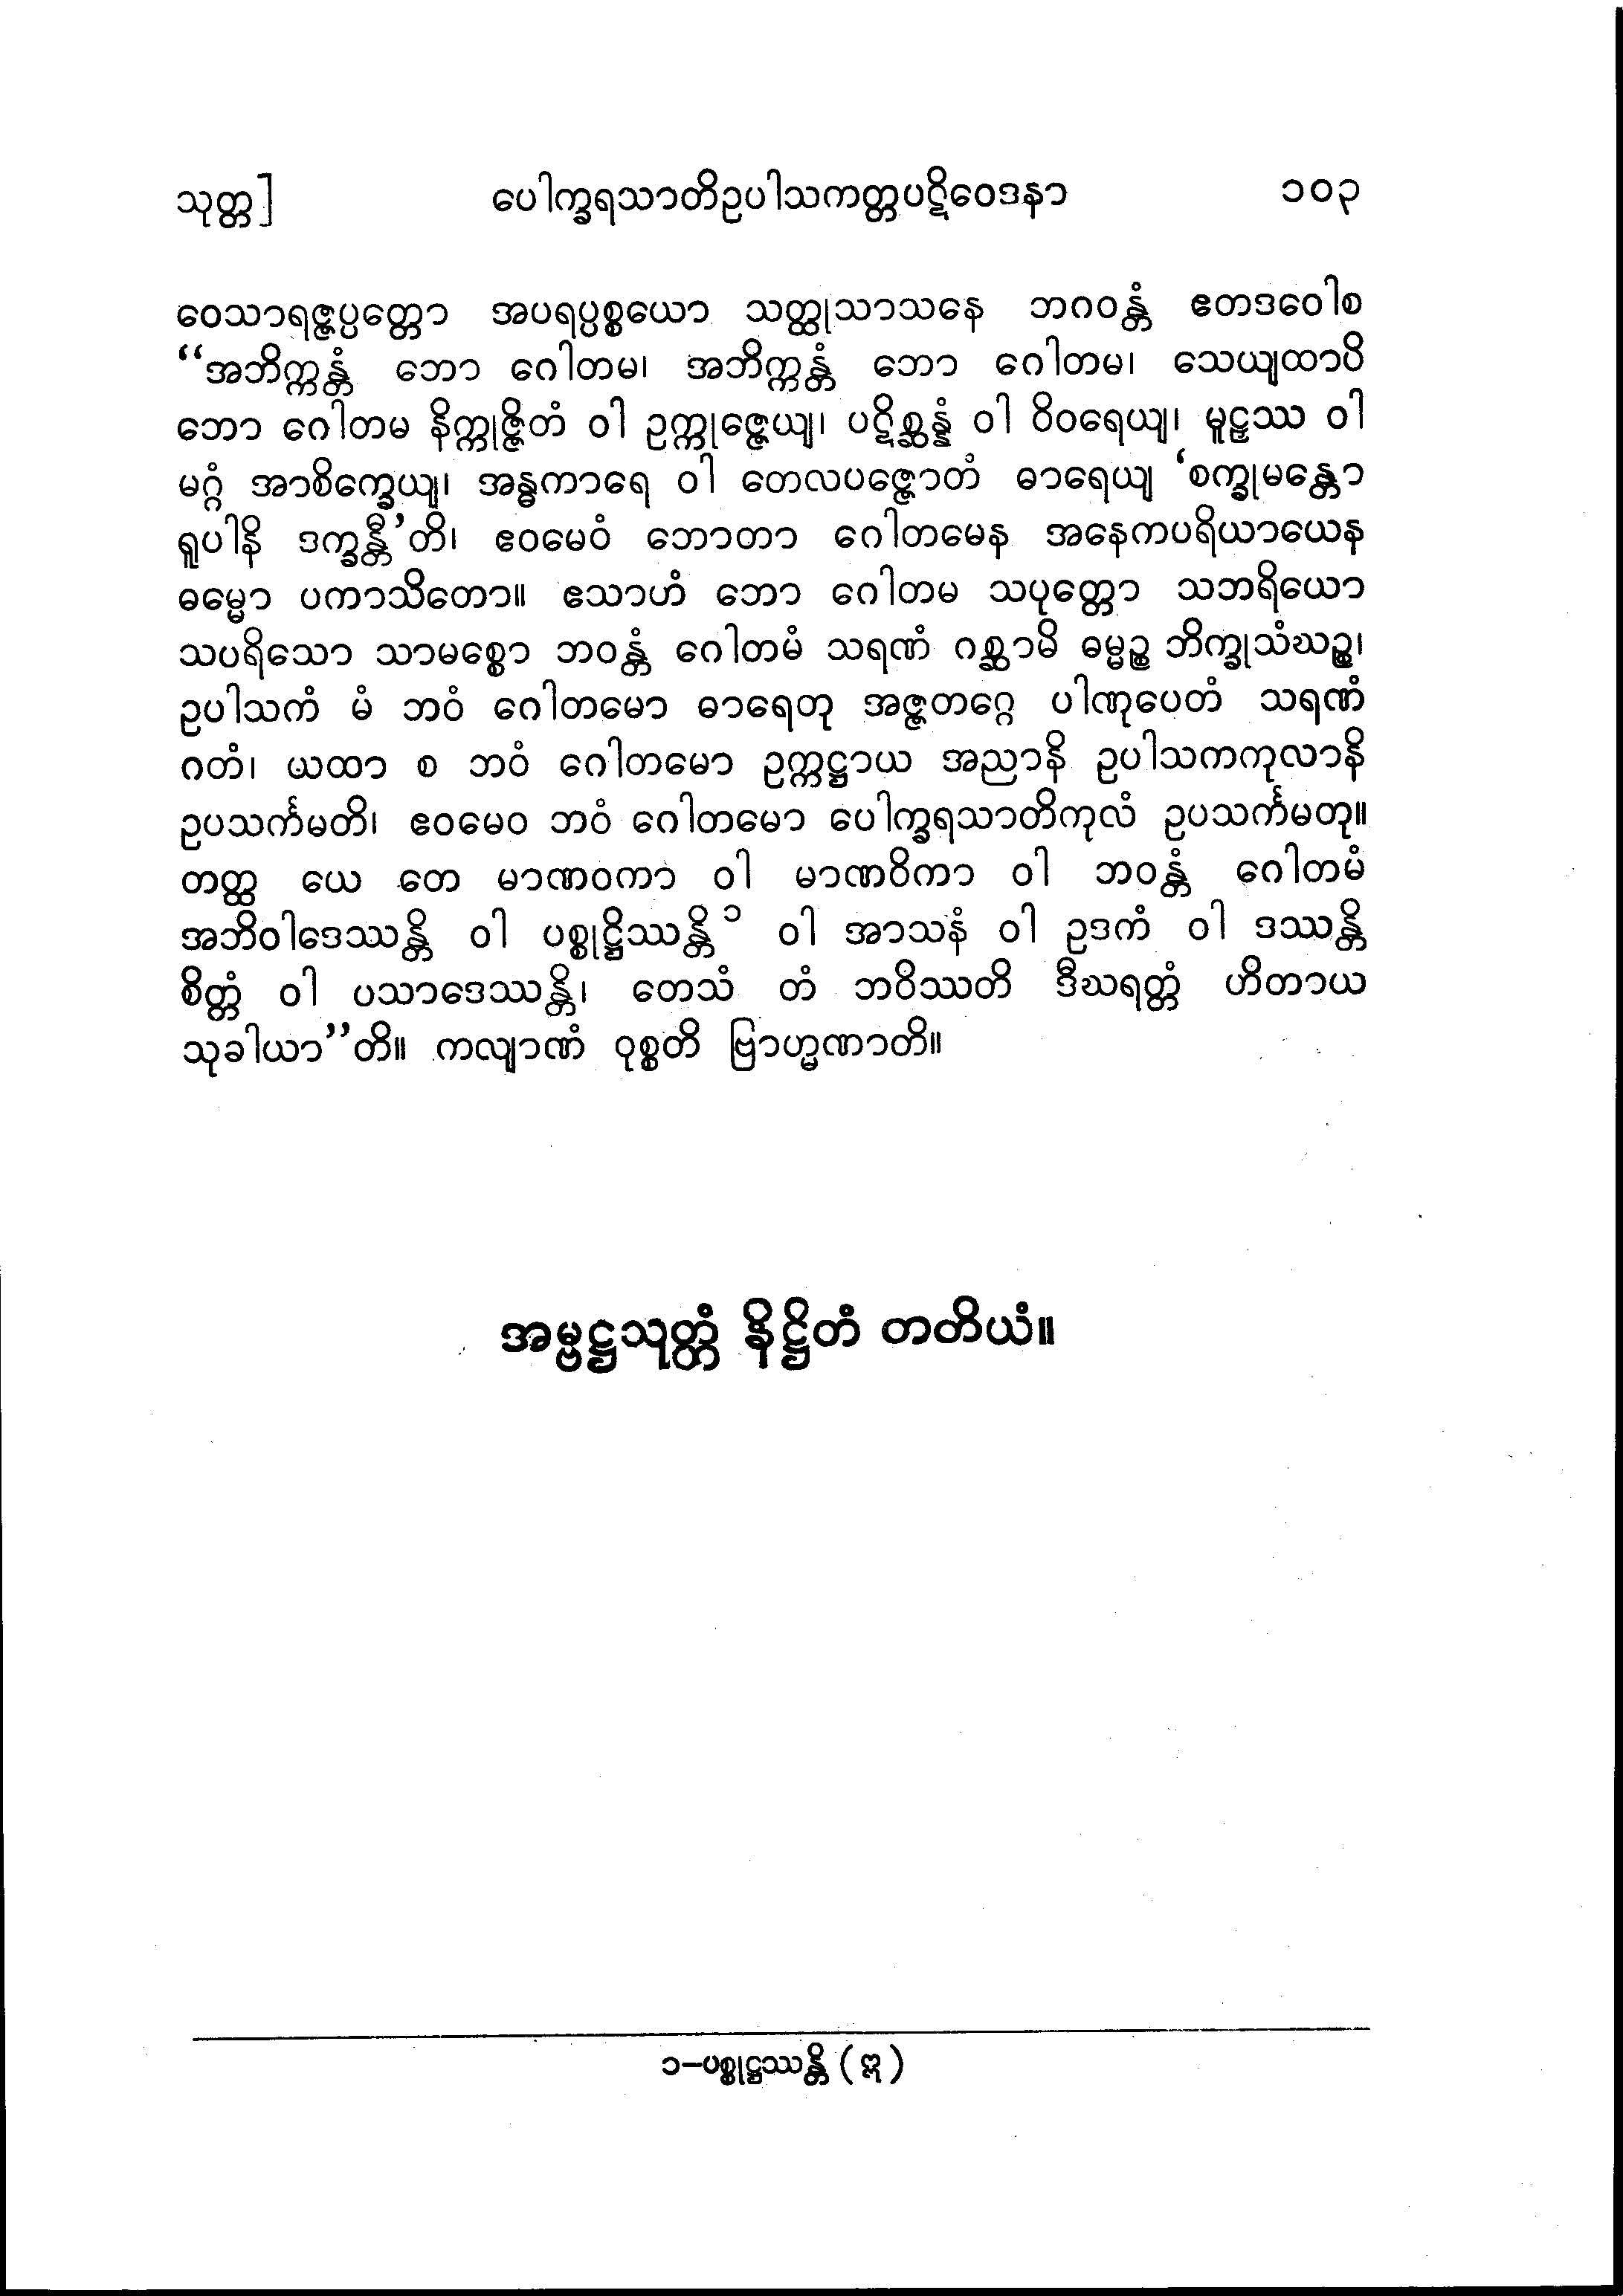 သုတ္တ] ပေါက္ခရသာတိဥပါသကတ္တပဋိဝေဒနာ ၁၀၃
ဝေသာရဇ္ဇပ္ပတ္တော အပရပ္ပစ္စယော သတ္ထုသာသနေ ဘဂဝန္တံ ဧတဒဝေါစ
“အဘိက္ကန္တံ ဘော ဂေါတမ၊ အဘိက္ကန္တံ ဘော ဂေါတမ၊ သေယျထာပိ
ဘော ဂေါတမ နိက္ကုဇ္ဇိတံ ဝါ ဥက္ကုဇ္ဇေယျ၊ ပဋိစ္ဆန္နံ ဝါ ဝိဝရေယျ၊ မူဠှဿ ဝါ
မဂ္ဂံ အာစိက္ခေယျ၊ အန္ဓကာရေ ဝါ တေလပဇ္ဇောတံ ဓာရေယျ ‘စက္ခုမန္တော
ရူပါနိ ဒက္ခန္တီ’တိ၊ ဧဝမေဝံ ဘောတာ ဂေါတမေန အနေကပရိယာယေန
ဓမ္မော ပကာသိတော။ ဧသာဟံ ဘော ဂေါတမ သပုတ္တော သဘရိယော
သပရိသော သာမစ္စော ဘဝန္တံ ဂေါတမံ သရဏံ ဂစ္ဆာမိ ဓမ္မဉ္စ ဘိက္ခုသံဃဉ္စ၊
ဥပါသကံ မံ ဘဝံ ဂေါတမော ဓာရေတု အဇ္ဇတဂ္ဂေ ပါဏုပေတံ သရဏံ
ဂတံ၊ ယထာ စ ဘဝံ ဂေါတမော ဥက္ကဋ္ဌာယ အညာနိ ဥပါသကကုလာနိ
ဥပသင်္ကမတိ၊ ဧဝမေဝ ဘဝံ ဂေါတမော ပေါက္ခရသာတိကုလံ ဥပသင်္ကမတု။
တတ္ထ ယေ တေ မာဏဝကာ ဝါ မာဏဝိကာ ဝါ ဘဝန္တံ ဂေါတမံ
အဘိဝါဒေဿန္တိ ဝါ ပစ္စုဋ္ဌိဿန္တိ ၁ ဝါ အာသနံ ဝါ ဥဒကံ ဝါ ဒဿန္တိ
စိတ္တံ ဝါ ပသာဒေဿန္တိ၊ တေသံ တံ ဘဝိဿတိ ဒီဃရတ္တံ ဟိတာယ
သုခါယာ”တိ။ ကလျာဏံ ဝုစ္စတိ ဗြာဟ္မဏာတိ။
အမ္ဗဋ္ဌသုတ္တံ နိဋ္ဌိတံ တတိယံ။
၁–ပစ္စုဋ္ဌဿန္တိ (ဣ)